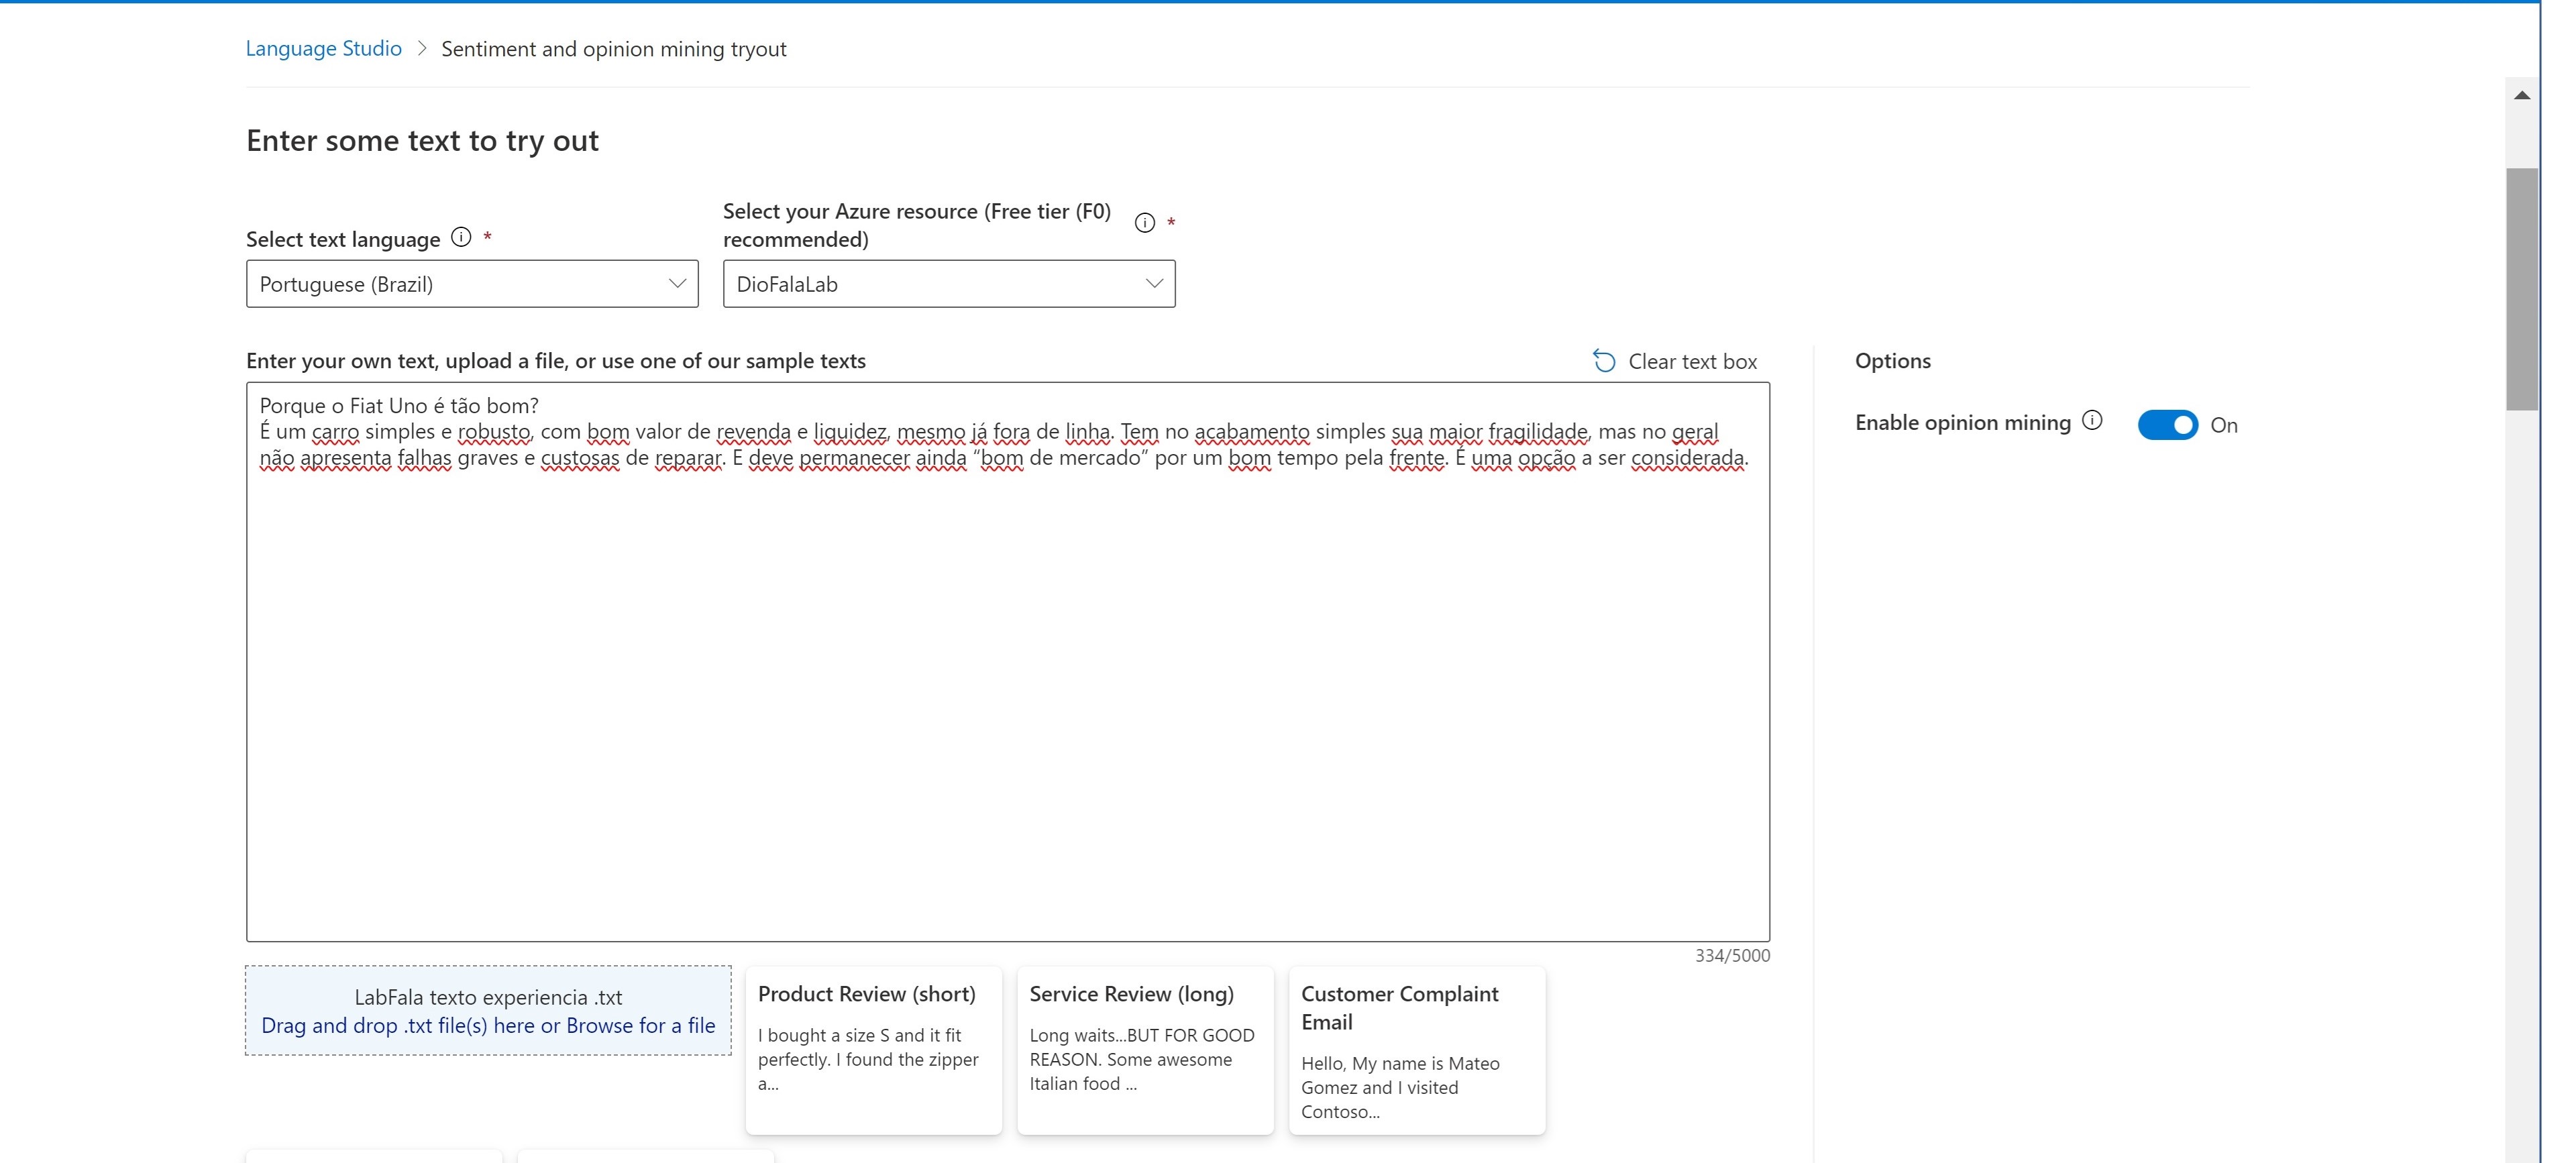 Language Studio > Sentiment and opinion mining tryout
Enter some text to try out
Select text language *
Select your Azure resource (Free tier (F0) recommended) *
Portuguese (Brazil)
DioFalaLab
Enter your own text, upload a file, or use one of our sample texts
Clear text box
Options
Enable opinion mining
On
Porque o Fiat Uno é tão bom?
É um carro simples e robusto, com bom valor de revenda e liquidez, mesmo já fora de linha. Tem no acabamento simples sua maior fragilidade, mas no geral
não apresenta falhas graves e custosas de reparar. E deve permanecer ainda “bom de mercado” por um bom tempo pela frente. É uma opção a ser considerada.
334/5000
LabFala texto experiencia .txt
Drag and drop .txt file(s) here or Browse for a file
Product Review (short)
I bought a size S and it fit
perfectly. I found the zipper
a...
Service Review (long)
Long waits...BUT FOR GOOD
REASON. Some awesome
Italian food ...
Customer Complaint
Email
Hello, My name is Mateo
Gomez and I visited
Contoso...